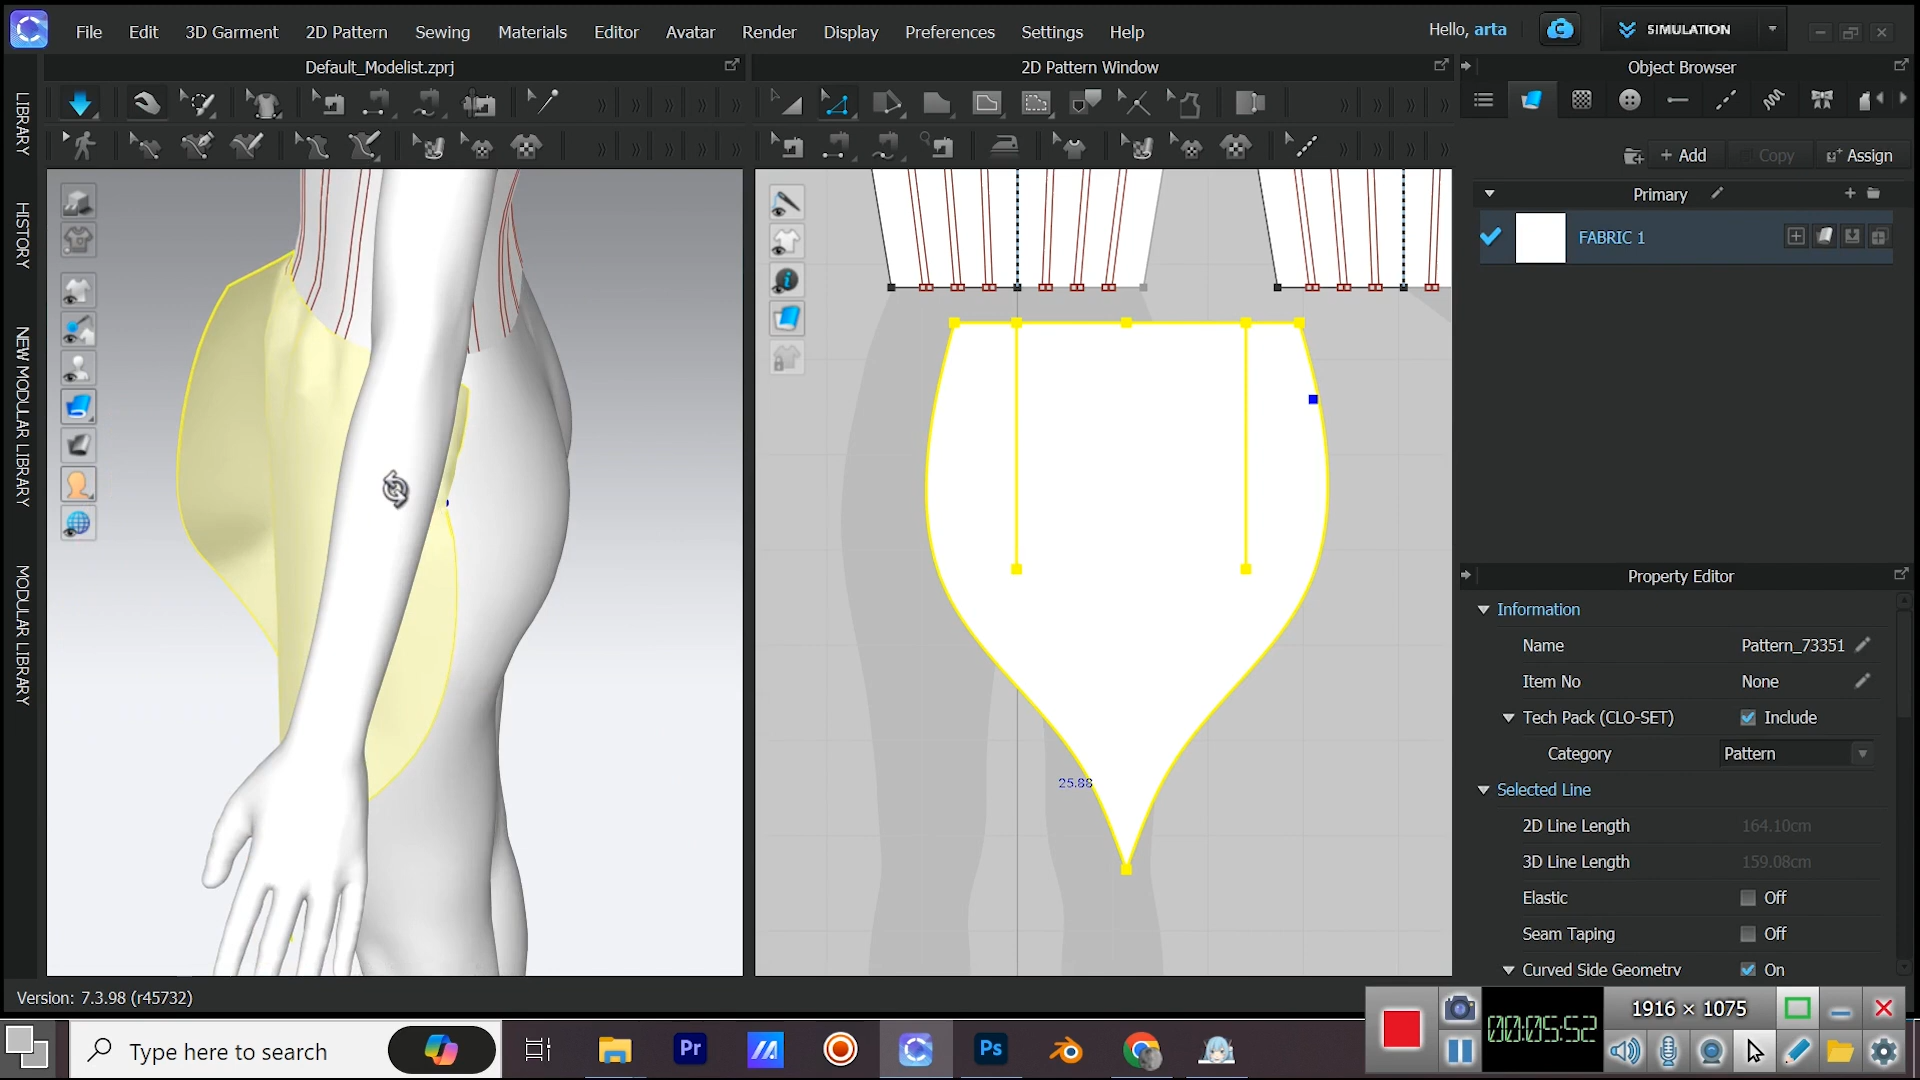 File Edit 3D Garment 2D Pattern Sewing Materials Editor Avatar Render Display Preferences Settings Help
Hello, arta
SIMULATION
Default_Modelist.zprj
2D Pattern Window
Object Browser
LIBRARY
HISTORY
NEW MODULAR LIBRARY
MODULAR LIBRARY
+ Add
Copy
Assign
Primary
FABRIC 1
25.88
Property Editor
Information
Name Pattern_73351
Item No None
Tech Pack (CLO-SET) Include
Category Pattern
Selected Line
2D Line Length 164.10cm
3D Line Length 159.08cm
Elastic Off
Seam Taping Off
Curved Side Geometry On
Version: 7.3.98 (r45732)
1916 × 1075
00:05:52
Type here to search
Pr
Ps